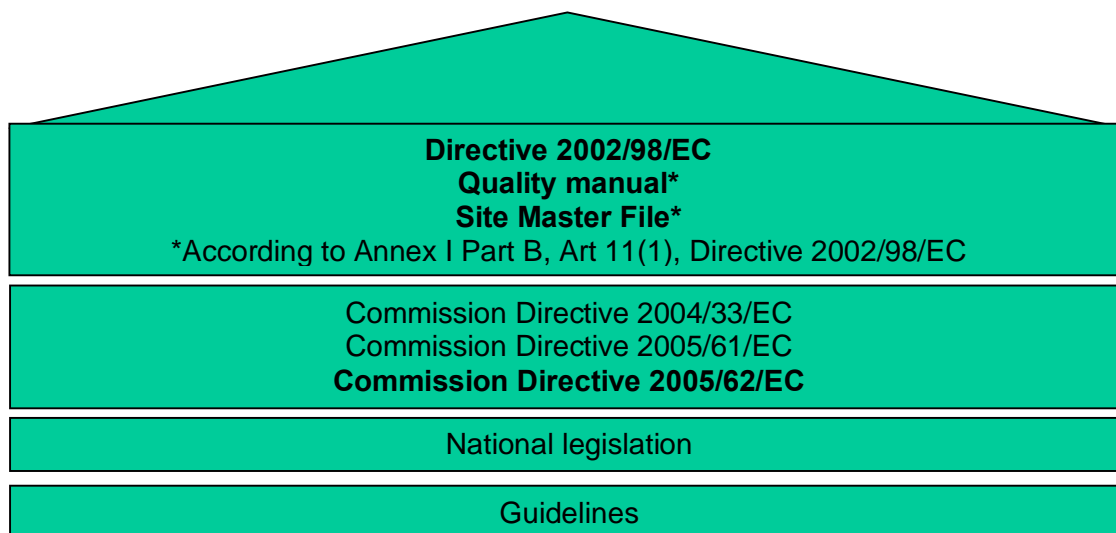 Directive 2002/98/EC
Quality manual*
Site Master File*
*According to Annex I Part B, Art 11(1), Directive 2002/98/EC
Commission Directive 2004/33/EC
Commission Directive 2005/61/EC
Commission Directive 2005/62/EC
National legislation
Guidelines